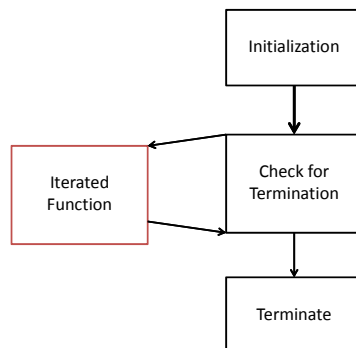 Initialization
Iterated
Function
Check for
Termination
Terminate